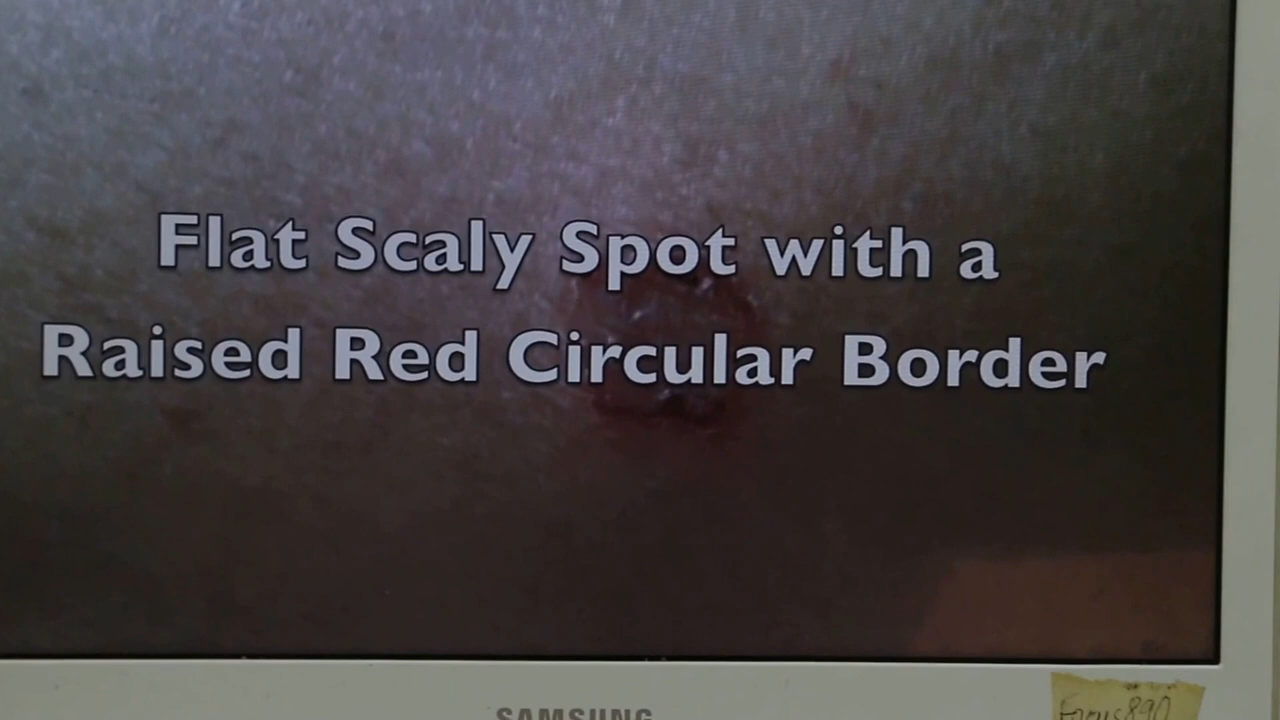 Flat Scaly Spot with a
Raised Red Circular Border
SAMSUNG